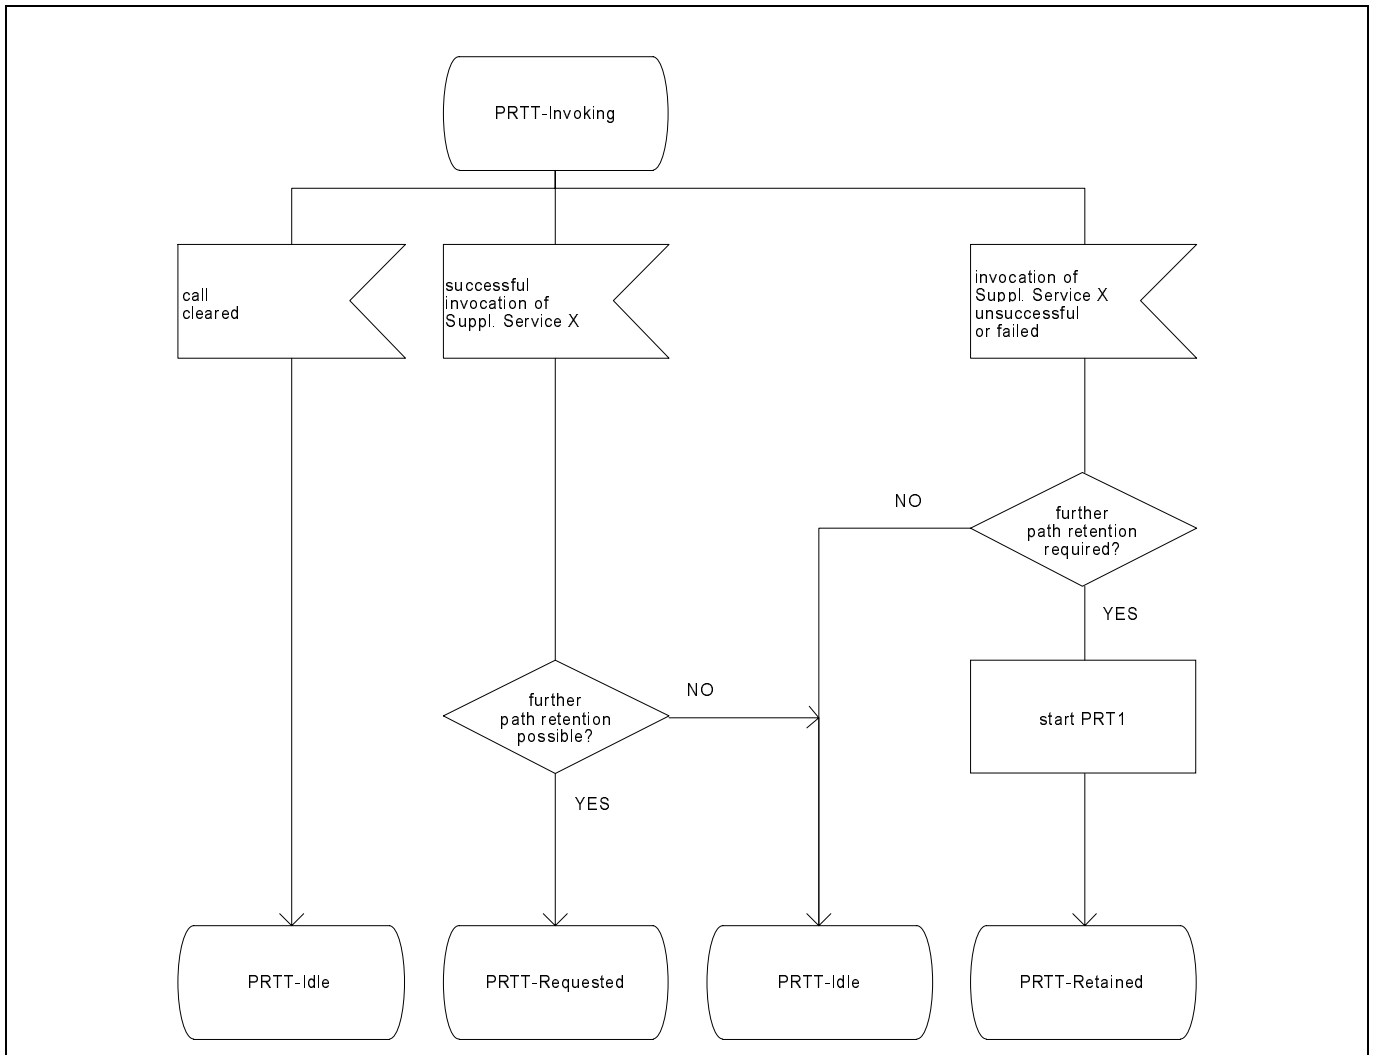 PRTT-Invoking
call
cleared
successful
invocation of
Suppl. Service X
invocation of
Suppl. Service X
unsuccessful
or failed
NO
further
path retention
required?
YES
NO
further
path retention
possible?
start PRT1
YES
PRTT-Idle
PRTT-Requested
PRTT-Idle
PRTT-Retained